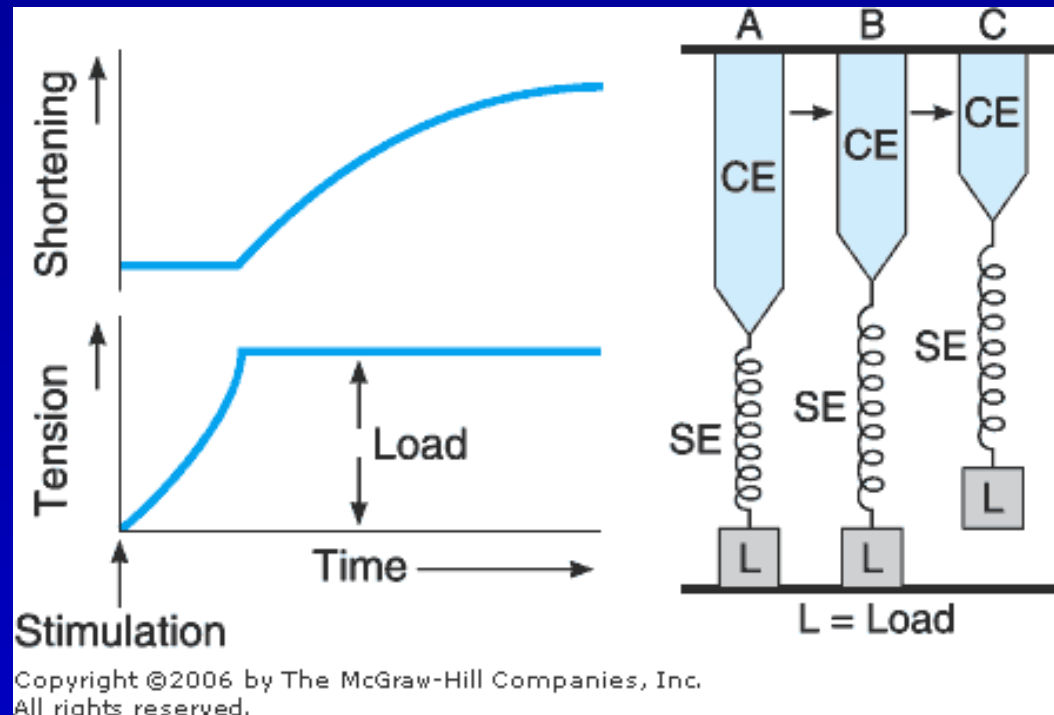 Shortening
Tension
Load
Time
Stimulation
A B C
CE CE CE
SE SE SE
L L L
L = Load
Copyright ©2006 by The McGraw-Hill Companies, Inc.
All rights reserved.